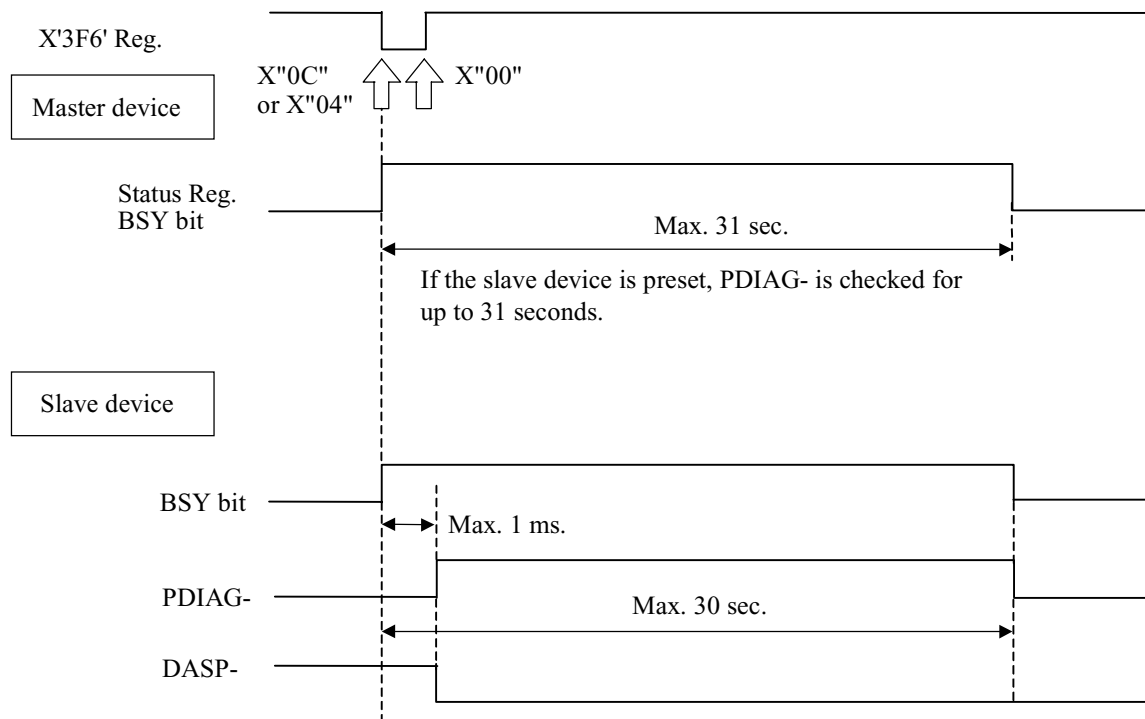 X'3F6' Reg.
X"0C"
or X"04"
X"00"
Master device
Status Reg.
BSY bit
Max. 31 sec.
If the slave device is preset, PDIAG- is checked for
up to 31 seconds.
Slave device
BSY bit
Max. 1 ms.
PDIAG-
Max. 30 sec.
DASP-